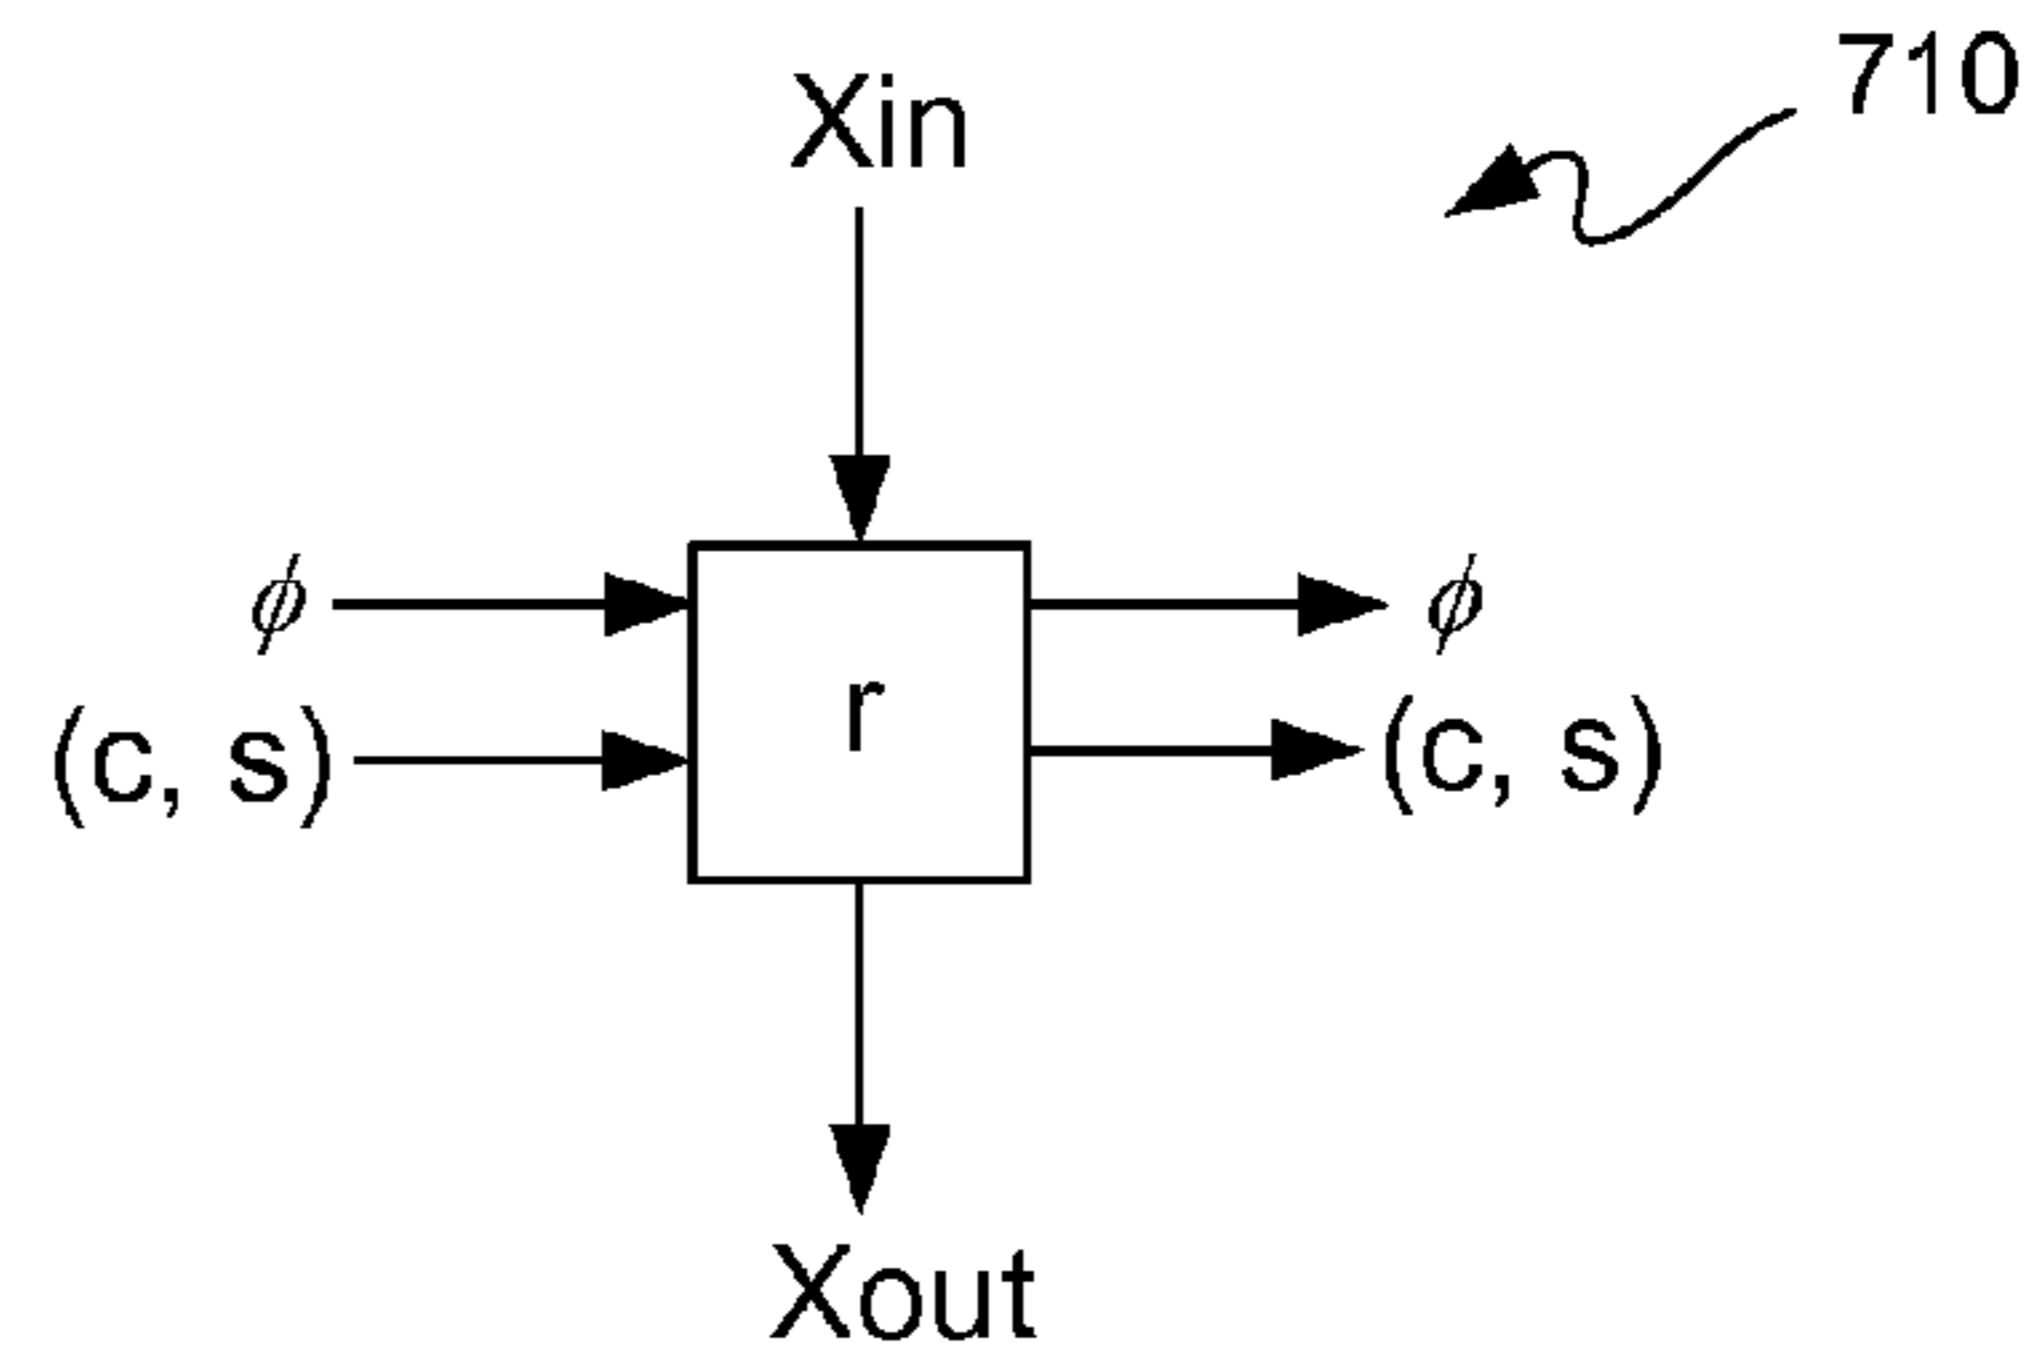 710
Xin
ϕ ϕ
r
(c, s) (c, s)
Xout